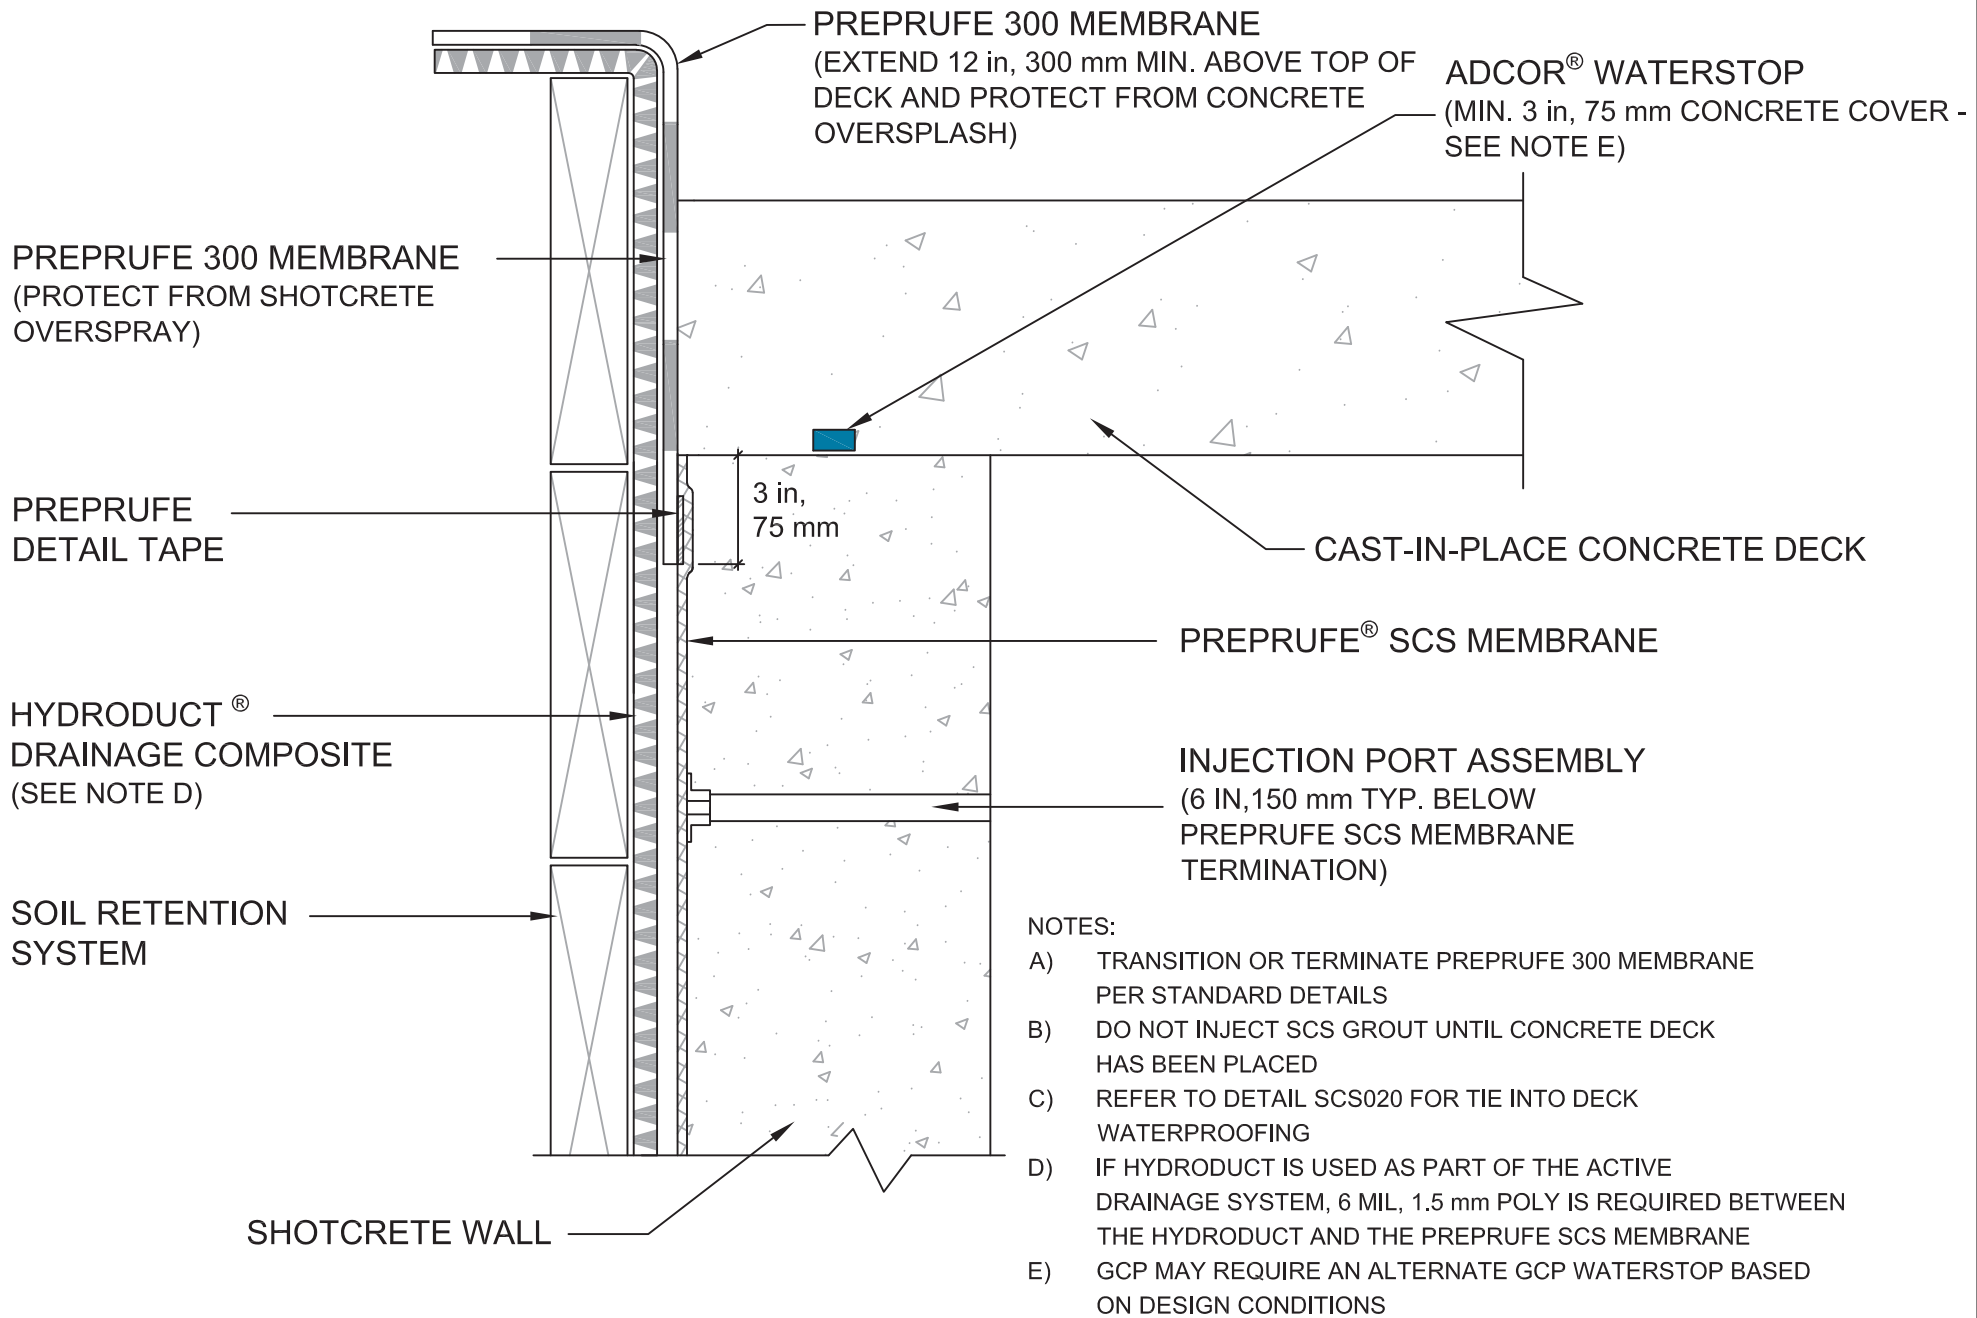 PREPRUFE 300 MEMBRANE
(EXTEND 12 in, 300 mm MIN. ABOVE TOP OF
DECK AND PROTECT FROM CONCRETE
OVERSPLASH)
ADCOR® WATERSTOP
(MIN. 3 in, 75 mm CONCRETE COVER -
SEE NOTE E)
PREPRUFE 300 MEMBRANE
(PROTECT FROM SHOTCRETE
OVERSPRAY)
3 in,
75 mm
PREPRUFE
DETAIL TAPE
CAST-IN-PLACE CONCRETE DECK
PREPRUFE® SCS MEMBRANE
HYDRODUCT ®
DRAINAGE COMPOSITE
(SEE NOTE D)
INJECTION PORT ASSEMBLY
(6 IN,150 mm TYP. BELOW
PREPRUFE SCS MEMBRANE
TERMINATION)
SOIL RETENTION
SYSTEM
SHOTCRETE WALL
NOTES:
A) TRANSITION OR TERMINATE PREPRUFE 300 MEMBRANE
PER STANDARD DETAILS
B) DO NOT INJECT SCS GROUT UNTIL CONCRETE DECK
HAS BEEN PLACED
C) REFER TO DETAIL SCS020 FOR TIE INTO DECK
WATERPROOFING
D) IF HYDRODUCT IS USED AS PART OF THE ACTIVE
DRAINAGE SYSTEM, 6 MIL, 1.5 mm POLY IS REQUIRED BETWEEN
THE HYDRODUCT AND THE PREPRUFE SCS MEMBRANE
E) GCP MAY REQUIRE AN ALTERNATE GCP WATERSTOP BASED
ON DESIGN CONDITIONS